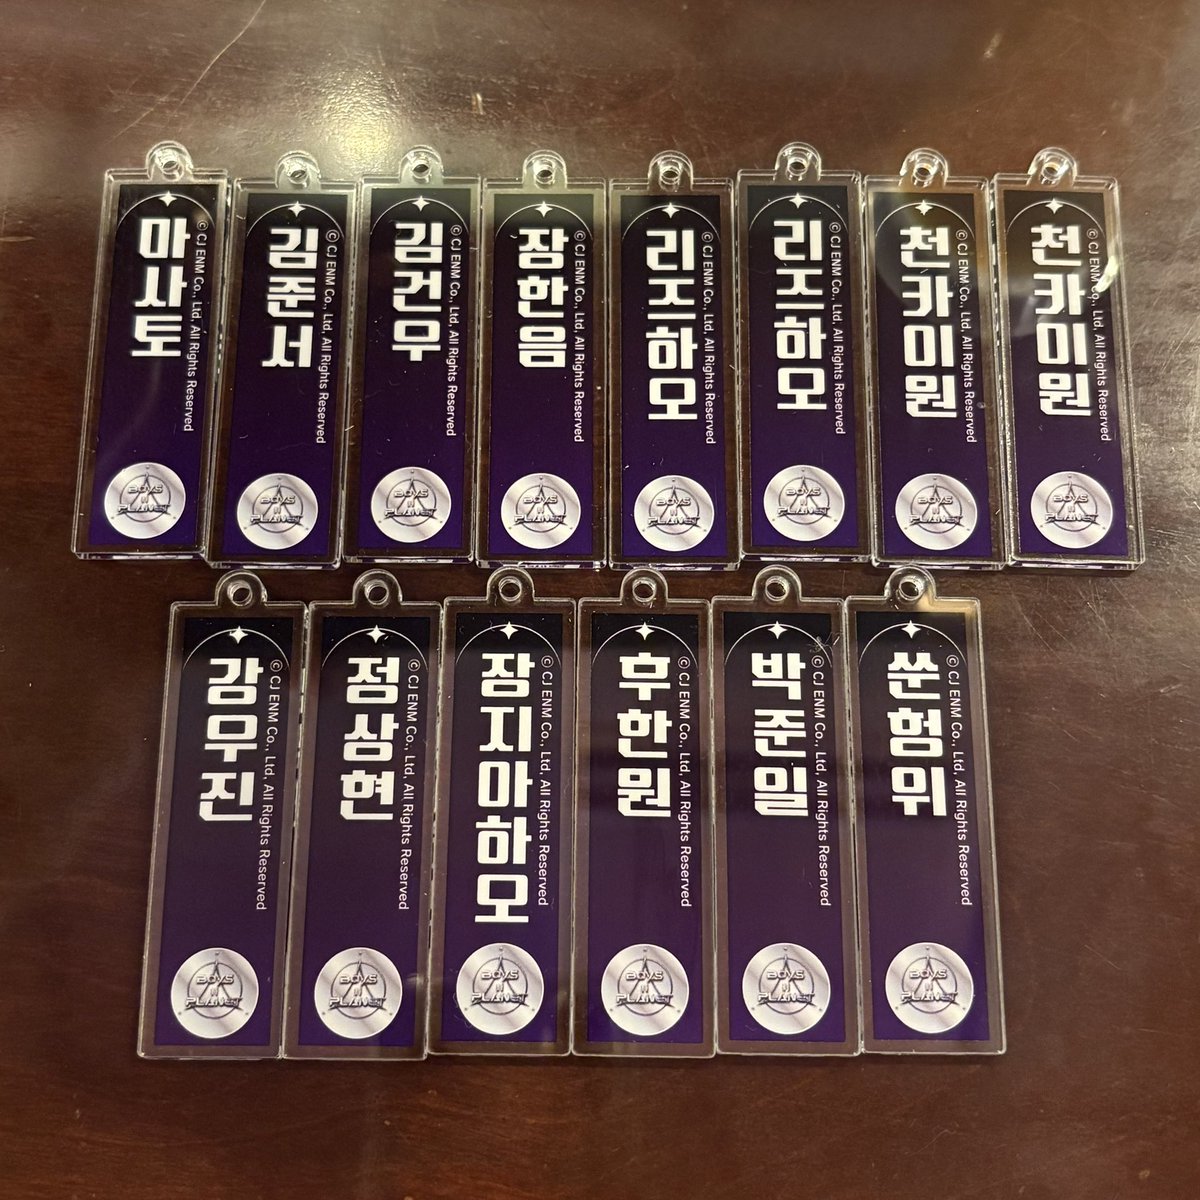 마사토
© CJ ENM Co., Ltd, All Rights Reserved
BOYS
II
PLANET
김준서
© CJ ENM Co., Ltd, All Rights Reserved
BOYS
II
PLANET
김건우
© CJ ENM Co., Ltd, All Rights Reserved
BOYS
II
PLANET
장한음
© CJ ENM Co., Ltd, All Rights Reserved
BOYS
II
PLANET
리즈하모
© CJ ENM Co., Ltd, All Rights Reserved
BOYS
II
PLANET
리즈하모
© CJ ENM Co., Ltd, All Rights Reserved
BOYS
II
PLANET
천카이원
© CJ ENM Co., Ltd, All Rights Reserved
BOYS
II
PLANET
천카이원
© CJ ENM Co., Ltd, All Rights Reserved
BOYS
II
PLANET
강우진
© CJ ENM Co., Ltd, All Rights Reserved
BOYS
II
PLANET
정상현
© CJ ENM Co., Ltd, All Rights Reserved
BOYS
II
PLANET
장지아하오
© CJ ENM Co., Ltd, All Rights Reserved
BOYS
II
PLANET
후한원
© CJ ENM Co., Ltd, All Rights Reserved
BOYS
II
PLANET
박준일
© CJ ENM Co., Ltd, All Rights Reserved
BOYS
II
PLANET
쑨헝위
© CJ ENM Co., Ltd, All Rights Reserved
BOYS
II
PLANET